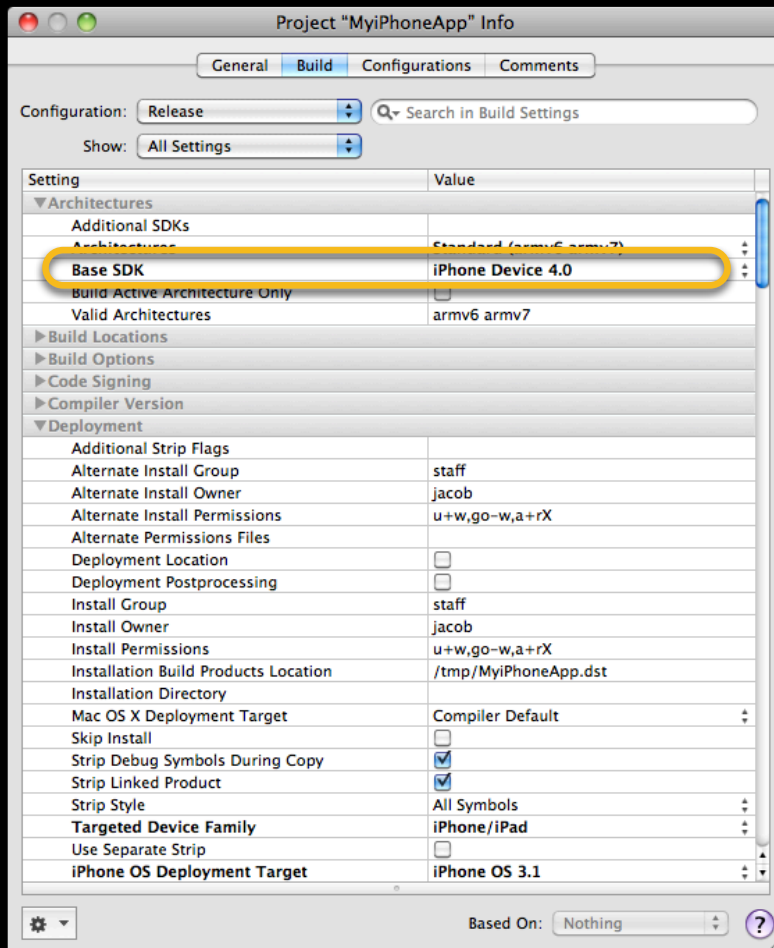 Project “MyiPhoneApp” Info
General Build Configurations Comments
Configuration: Release Search in Build Settings
Show: All Settings
Setting Value
Architectures
Additional SDKs
Architectures Standard (armv6 armv7)
Base SDK iPhone Device 4.0
Build Active Architecture Only
Valid Architectures armv6 armv7
Build Locations
Build Options
Code Signing
Compiler Version
Deployment
Additional Strip Flags
Alternate Install Group staff
Alternate Install Owner jacob
Alternate Install Permissions u+w,go-w,a+rX
Alternate Permissions Files
Deployment Location
Deployment Postprocessing
Install Group staff
Install Owner jacob
Install Permissions u+w,go-w,a+rX
Installation Build Products Location /tmp/MyiPhoneApp.dst
Installation Directory
Mac OS X Deployment Target Compiler Default
Skip Install
Strip Debug Symbols During Copy
Strip Linked Product
Strip Style All Symbols
Targeted Device Family iPhone/iPad
Use Separate Strip
iPhone OS Deployment Target iPhone OS 3.1
Based On: Nothing ?